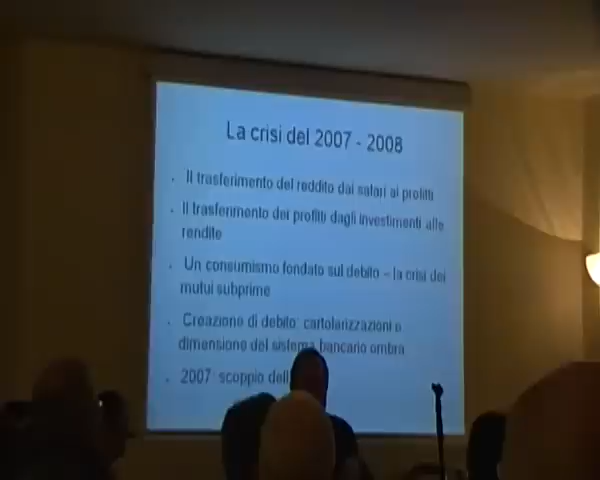 La crisi del 2007 - 2008
Il trasferimento del reddito dai salari ai profitti
Il trasferimento dei profitti dagli investimenti alle
rendite
Un consumismo fondato sul debito – la crisi dei
mutui subprime
Creazione di debito: cartolarizzazioni e
dimensione del sistema bancario ombra
2007: scoppio